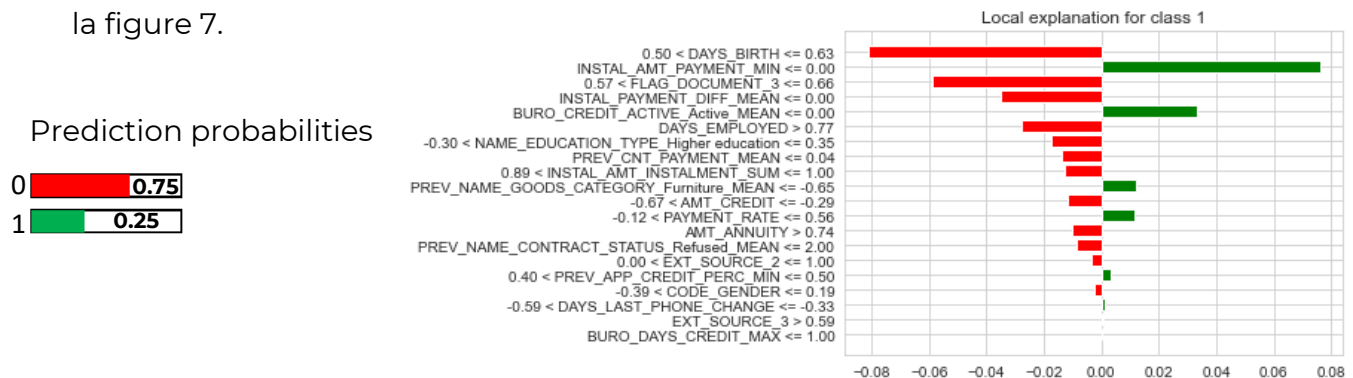 la figure 7.
Prediction probabilities
0 0.75
1 0.25
Local explanation for class 1
0.50 < DAYS_BIRTH <= 0.63
INSTAL_AMT_PAYMENT_MIN <= 0.00
0.57 < FLAG_DOCUMENT_3 <= 0.66
INSTAL_PAYMENT_DIFF_MEAN <= 0.00
BURO_CREDIT_ACTIVE_Active_MEAN <= 0.00
DAYS_EMPLOYED > 0.77
-0.30 < NAME_EDUCATION_TYPE_Higher education <= 0.35
PREV_CNT_PAYMENT_MEAN <= 0.04
0.89 < INSTAL_AMT_INSTALMENT_SUM <= 1.00
PREV_NAME_GOODS_CATEGORY_Furniture_MEAN <= -0.65
-0.67 < AMT_CREDIT <= -0.29
-0.12 < PAYMENT_RATE <= 0.56
AMT_ANNUITY > 0.74
PREV_NAME_CONTRACT_STATUS_Refused_MEAN <= 2.00
0.00 < EXT_SOURCE_2 <= 1.00
0.40 < PREV_APP_CREDIT_PERC_MIN <= 0.50
-0.39 < CODE_GENDER <= 0.19
-0.59 < DAYS_LAST_PHONE_CHANGE <= -0.33
EXT_SOURCE_3 > 0.59
BURO_DAYS_CREDIT_MAX <= 1.00
−0.08 −0.06 −0.04 −0.02 0.00 0.02 0.04 0.06 0.08